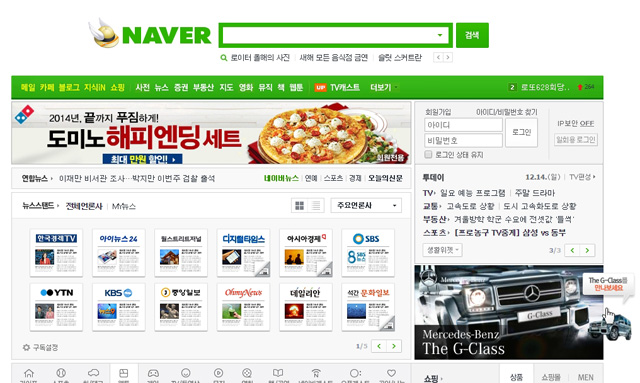 NAVER
검색
로이터 올해의 사진 새해 모든 음식점 금연 슬럿 스커트란
메일 카페 블로그 지식iN 쇼핑 사전 뉴스 증권 부동산 지도 영화 뮤직 책 웹툰 UP TV캐스트 더보기
2 로또628회당.. 264
2014년, 끝까지 푸짐하게!
도미노 해피엔딩 세트
최대 만원 할인!
회원전용
회원가입 아이디/비밀번호 찾기
아이디
비밀번호
로그인
로그인 상태 유지
IP보안 OFF
일회용 로그인
연합뉴스 이재만 비서관 조사…박지만 이번주 검찰 출석
네이버뉴스 연예 스포츠 경제 오늘의신문
투데이 12.14.(일) TV편성
TV 일요 예능 프로그램 주말 드라마
교통 고속도로 상황 도시 고속화도로 상황
부동산 겨울방학 학군 수요에 전셋값 '들썩'
스포츠 [프로농구 TV중계] 삼성 vs 동부
생활위젯 3/3
뉴스스탠드 전체언론사 My뉴스
주요언론사
한국경제TV 아이뉴스24 월스트리트저널 디지털타임스 아시아경제 SBS
8 SBS 뉴스
YTN KBS 중앙일보 OhmyNews 데일리안 석간 문화일보
구독설정
1/5
Mercedes-Benz
G-Class
The G-Class를
만나보세요
Mercedes-Benz
The G-Class
쇼핑 상품 쇼핑몰 MEN